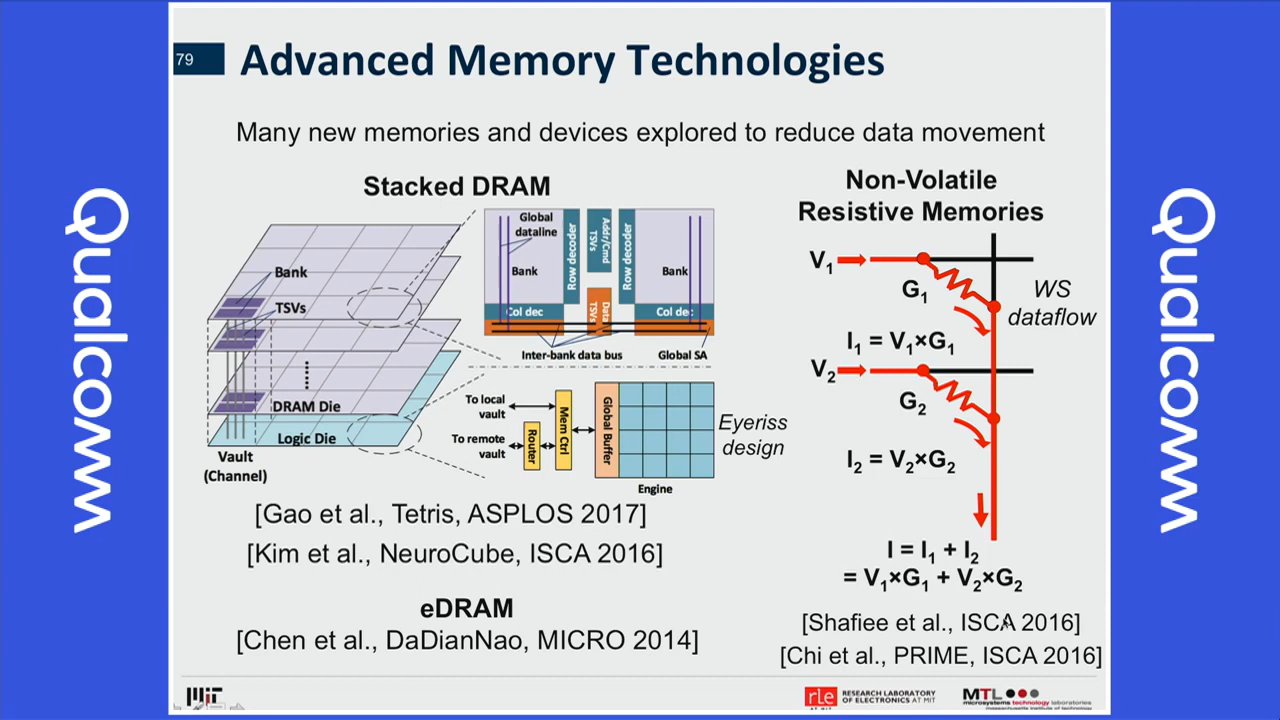 Qualcomm
79
Advanced Memory Technologies
Many new memories and devices explored to reduce data movement
Stacked DRAM
Bank
TSVs
DRAM Die
Logic Die
Vault
(Channel)
Global
dataline
Bank
Row decoder
Addr/Cmd
TSVs
Row decoder
Bank
Col dec
Data
TSVs
Col dec
Inter-bank data bus
Global SA
To local
vault
To remote
vault
Router
Mem Ctrl
Global Buffer
Engine
Eyeriss
design
[Gao et al., Tetris, ASPLOS 2017]
[Kim et al., NeuroCube, ISCA 2016]
eDRAM
[Chen et al., DaDianNao, MICRO 2014]
Non-Volatile
Resistive Memories
V₁
G₁
WS
dataflow
I₁ = V₁×G₁
V₂
G₂
I₂ = V₂×G₂
I = I₁ + I₂
= V₁×G₁ + V₂×G₂
[Shafiee et al., ISCA 2016]
[Chi et al., PRIME, ISCA 2016]
MIT
rle
RESEARCH LABORATORY
OF ELECTRONICS AT MIT
MTL
microsystems technology laboratories
massachusetts institute of technology
Qualcomm